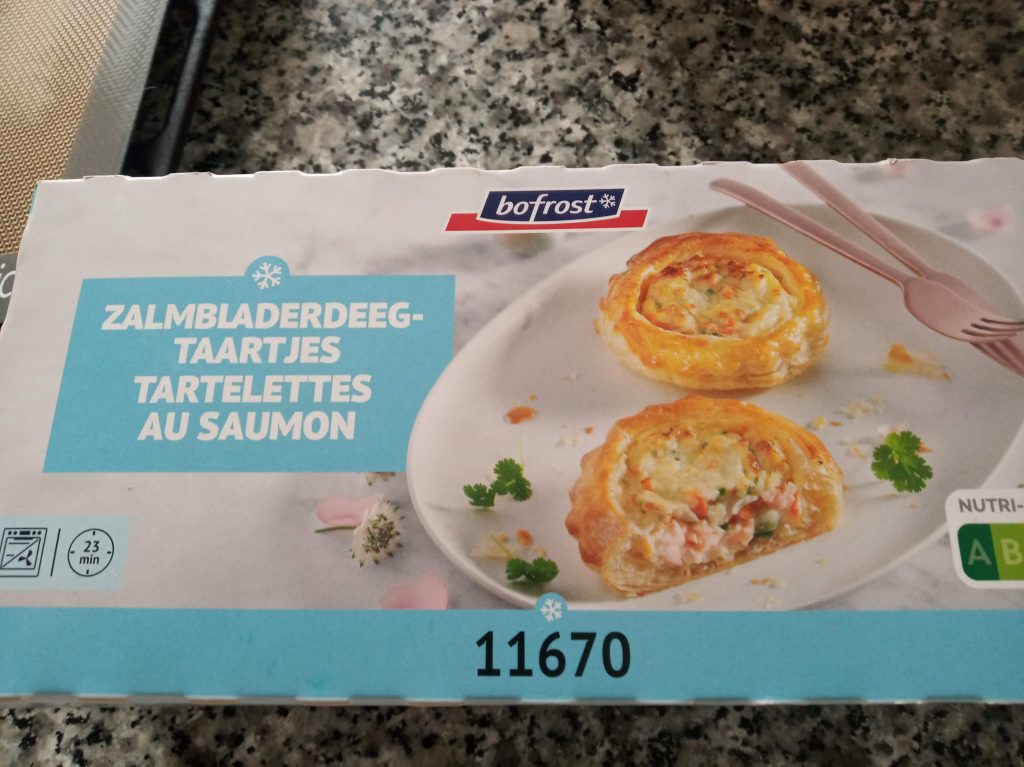 bofrost
ZALMBLADERDEEG-
TAARTJES
TARTELETTES
AU SAUMON
23
min
NUTRI-
A B
11670